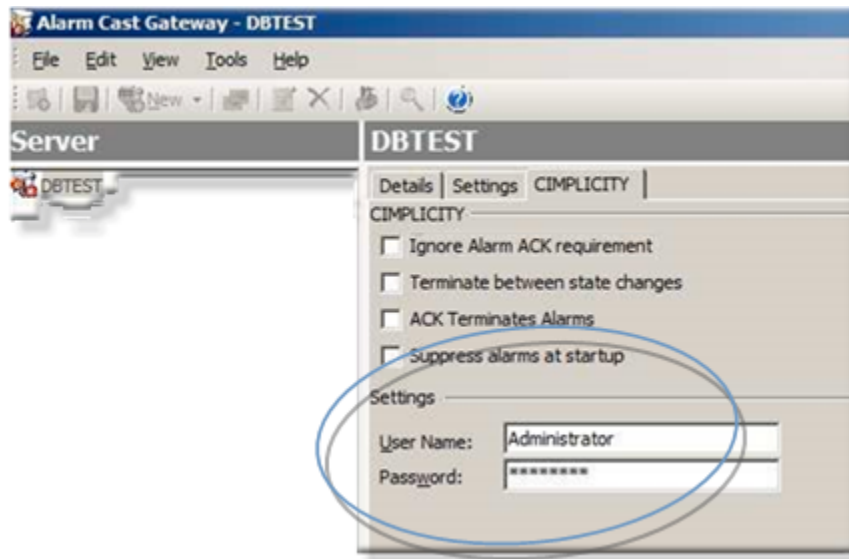 Alarm Cast Gateway - DBTEST
File Edit View Tools Help
New
Server
DBTEST
DBTEST
Details Settings CIMPLICITY
CIMPLICITY
Ignore Alarm ACK requirement
Terminate between state changes
ACK Terminates Alarms
Suppress alarms at startup
Settings
User Name: Administrator
Password: ********